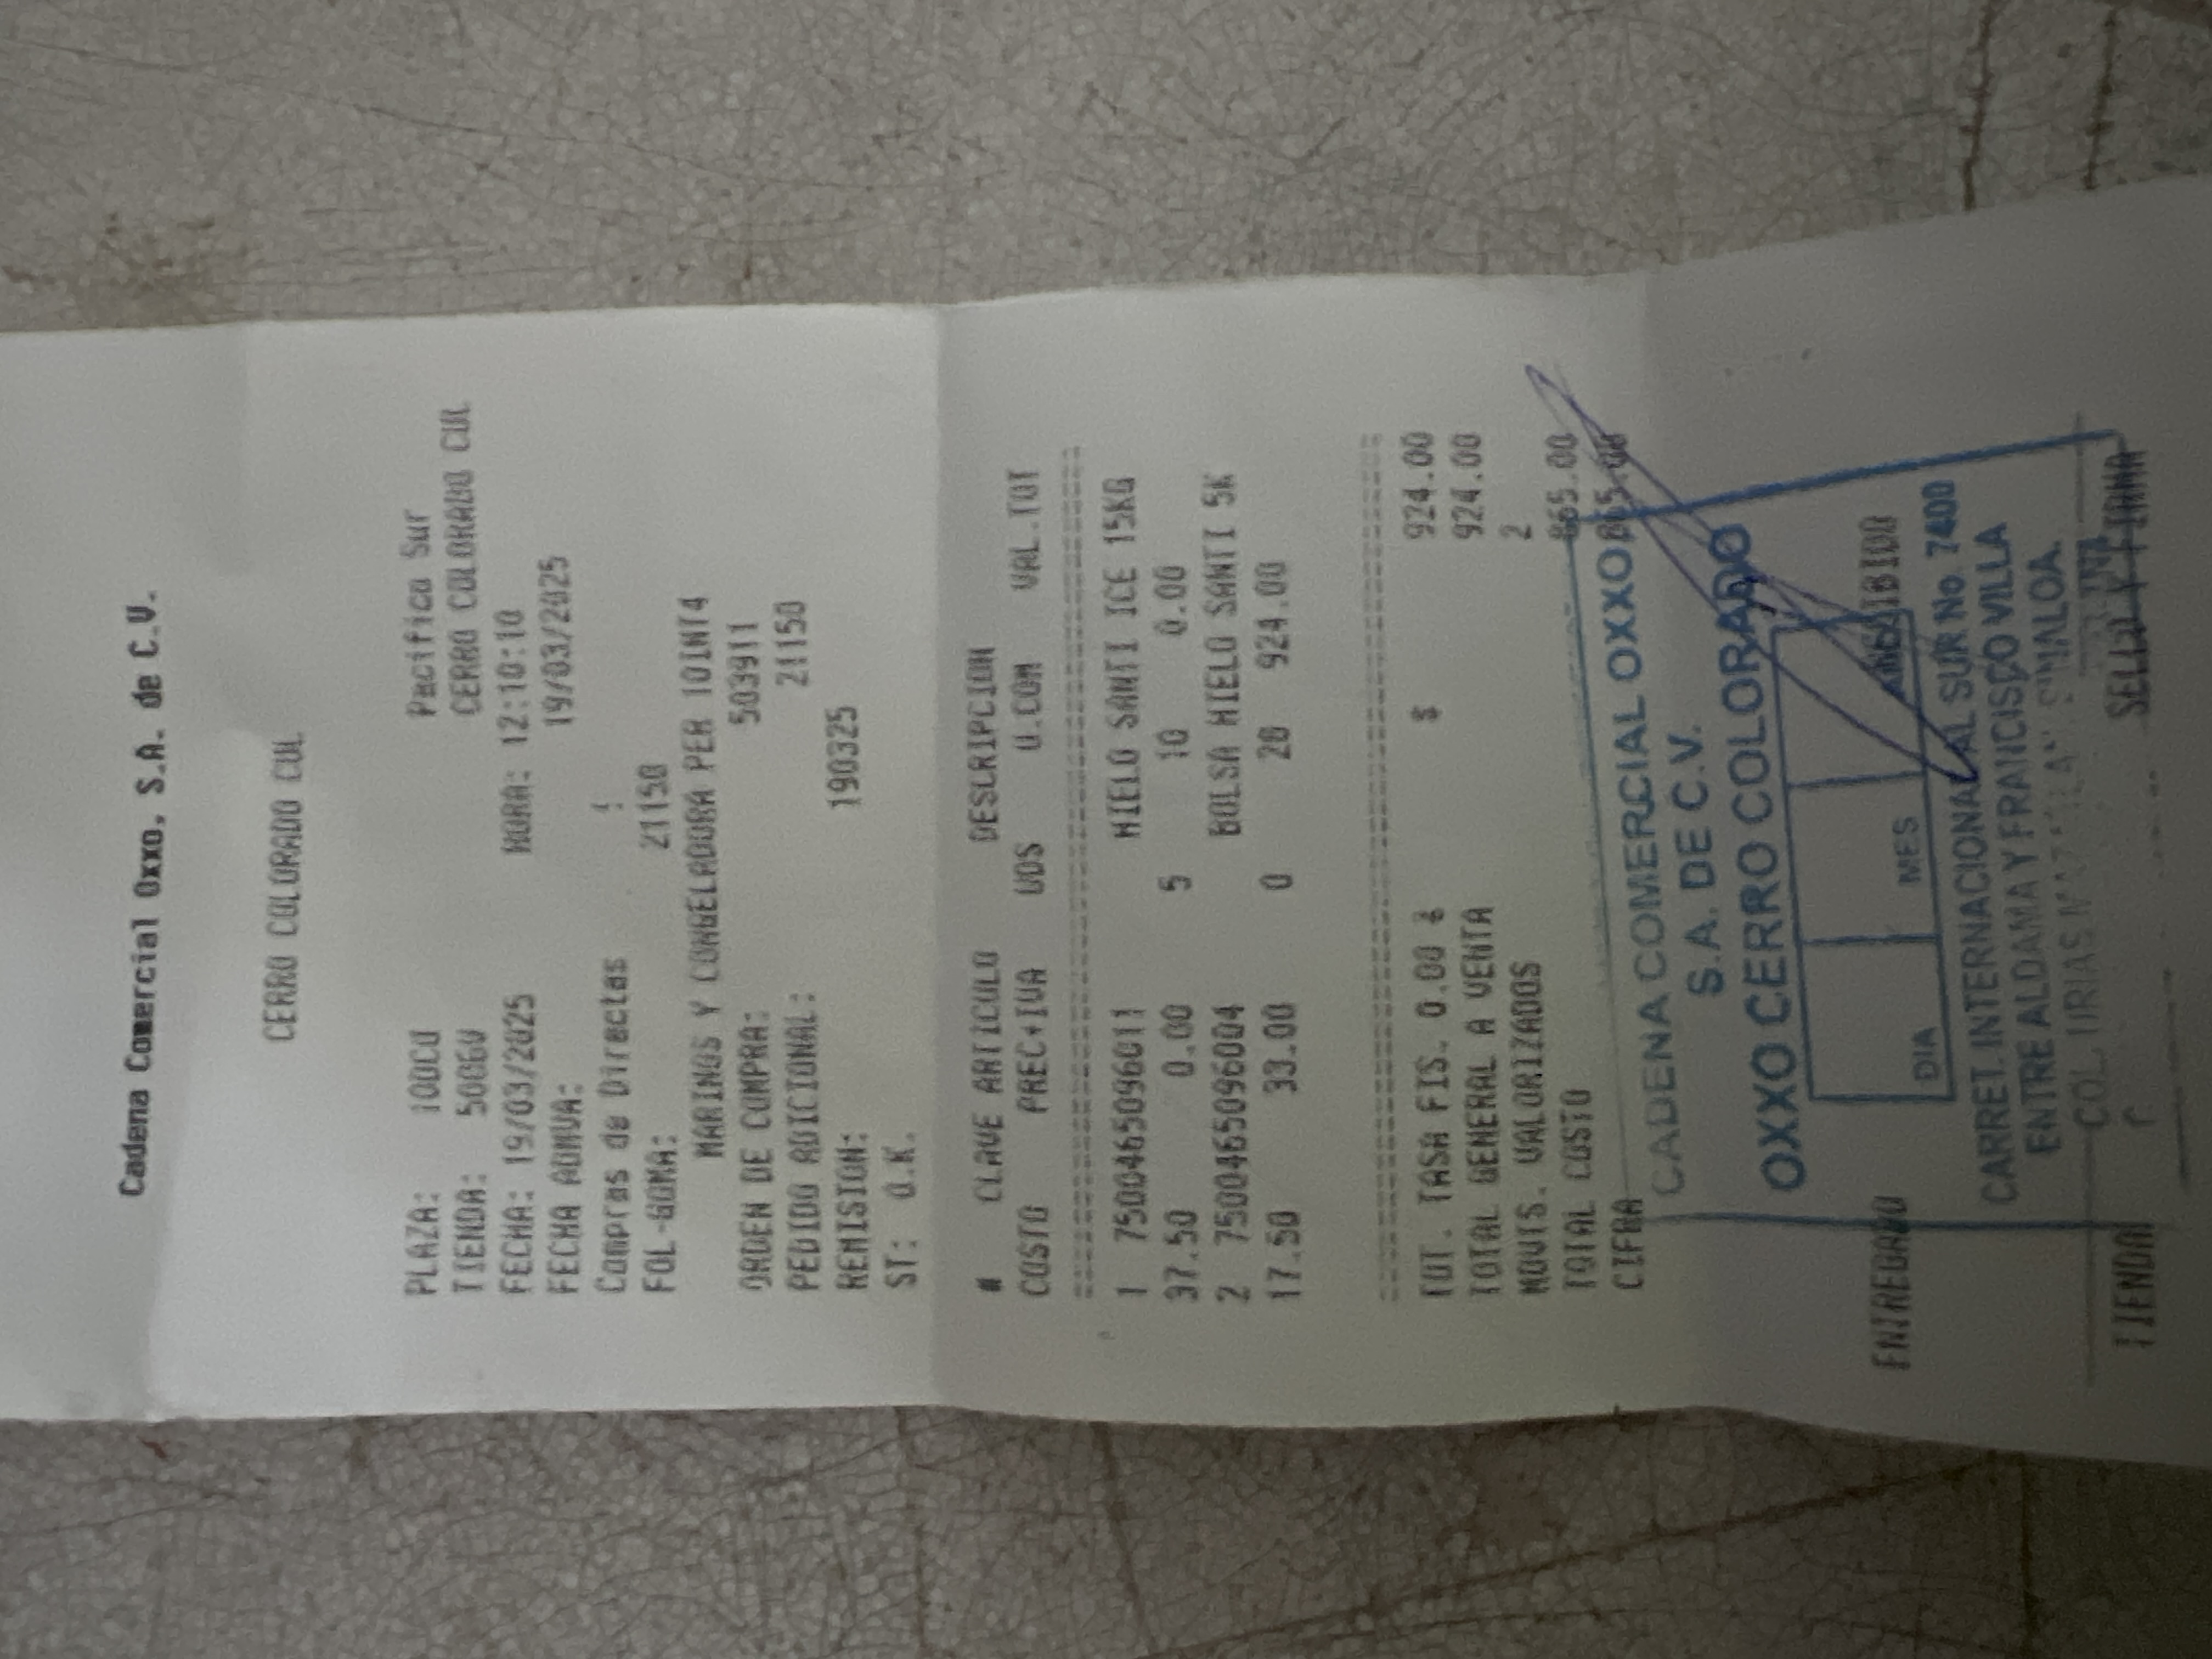 Cadena Comercial Oxxo, S.A. de C.V.
CERRO COLORADO CUL
PLAZA: 10DCU Pacifico Sur
TIENDA: 5006V CERRO COLORADO CUL
FECHA: 19/03/2025 HORA: 12:10:10
FECHA ADMVA: 19/03/2025
Compras de Directas
FOL-GOMA: 21150
MARINOS Y CONGELADORA PER 10INT4
ORDEN DE COMPRA: 503911
PEDIDO ADICIONAL: 21150
REMISION: 190325
ST: O.K.
# CLAVE ARTICULO DESCRIPCION
COSTO PREC+IVA UDS U.COM VAL.TOT
1 7500465096011 HIELO SANTI ICE 15KG
37.50 0.00 5 10 0.00
2 7500465096004 BOLSA HIELO SANTI 5K
17.50 33.00 0 28 924.00
TOT. TASA FIS. 0.00 % $ 924.00
TOTAL GENERAL A VENTA 924.00
MOVTS. VALORIZADOS 2
TOTAL COSTO 865.00
CIFRA 865.00
CADENA COMERCIAL OXXO
S.A. DE C.V.
OXXO CERRO COLORADO
ENTREGADO RECIBIDO
DIA MES
CARRET. INTERNACIONAL AL SUR No. 7400
ENTRE ALDAMA Y FRANCISCO VILLA
COL. URIAS MAZATLAN, SINALOA.
TIENDA SELLO Y FIRMA